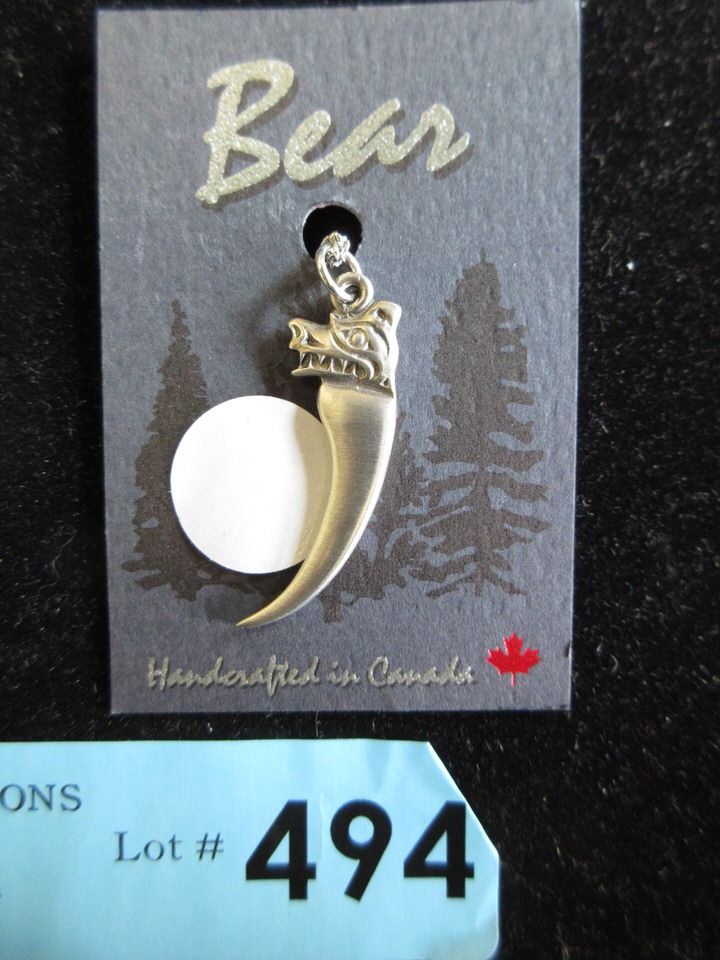 Bear
Handcrafted in Canada
ONS
Lot # 494